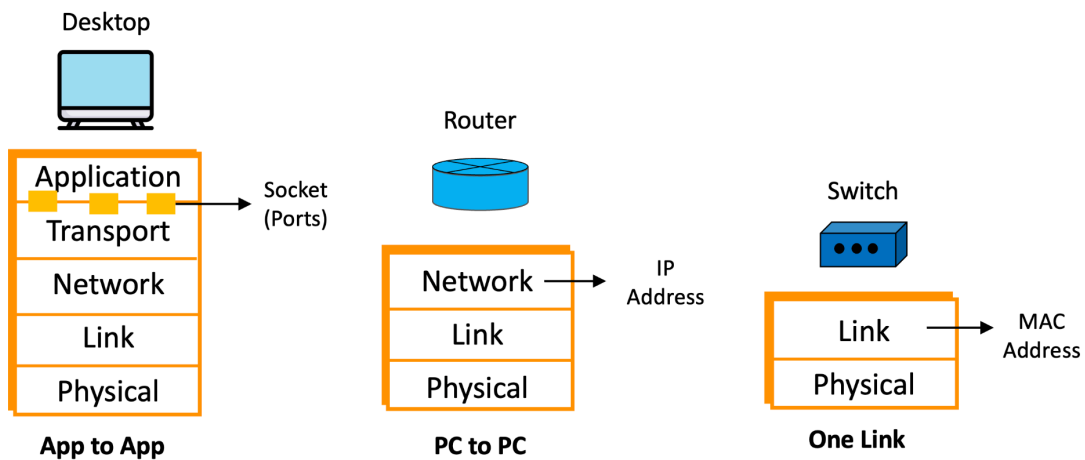 Desktop
Application
Socket
(Ports)
Transport
Network
Link
Physical
App to App
Router
Network
IP
Address
Link
Physical
PC to PC
Switch
Link
MAC
Address
Physical
One Link